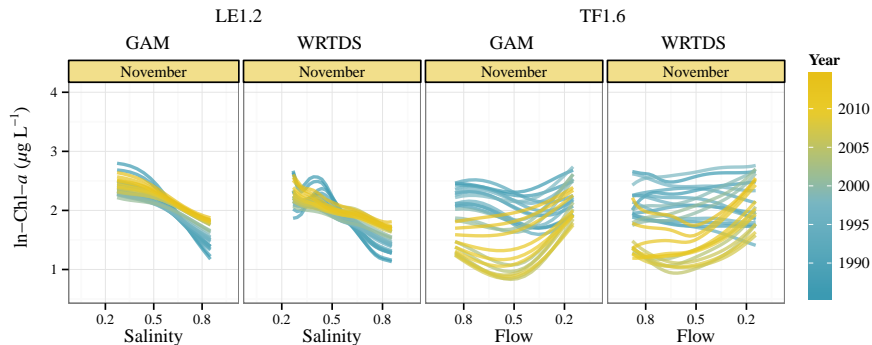 LE1.2 TF1.6
GAM WRTDS GAM WRTDS
Year
November November November November
ln−Chl−a (μg L−1)
4
3
2
1
2010
2005
2000
1995
1990
0.2 0.5 0.8 0.2 0.5 0.8 0.8 0.5 0.2 0.8 0.5 0.2
Salinity Salinity Flow Flow